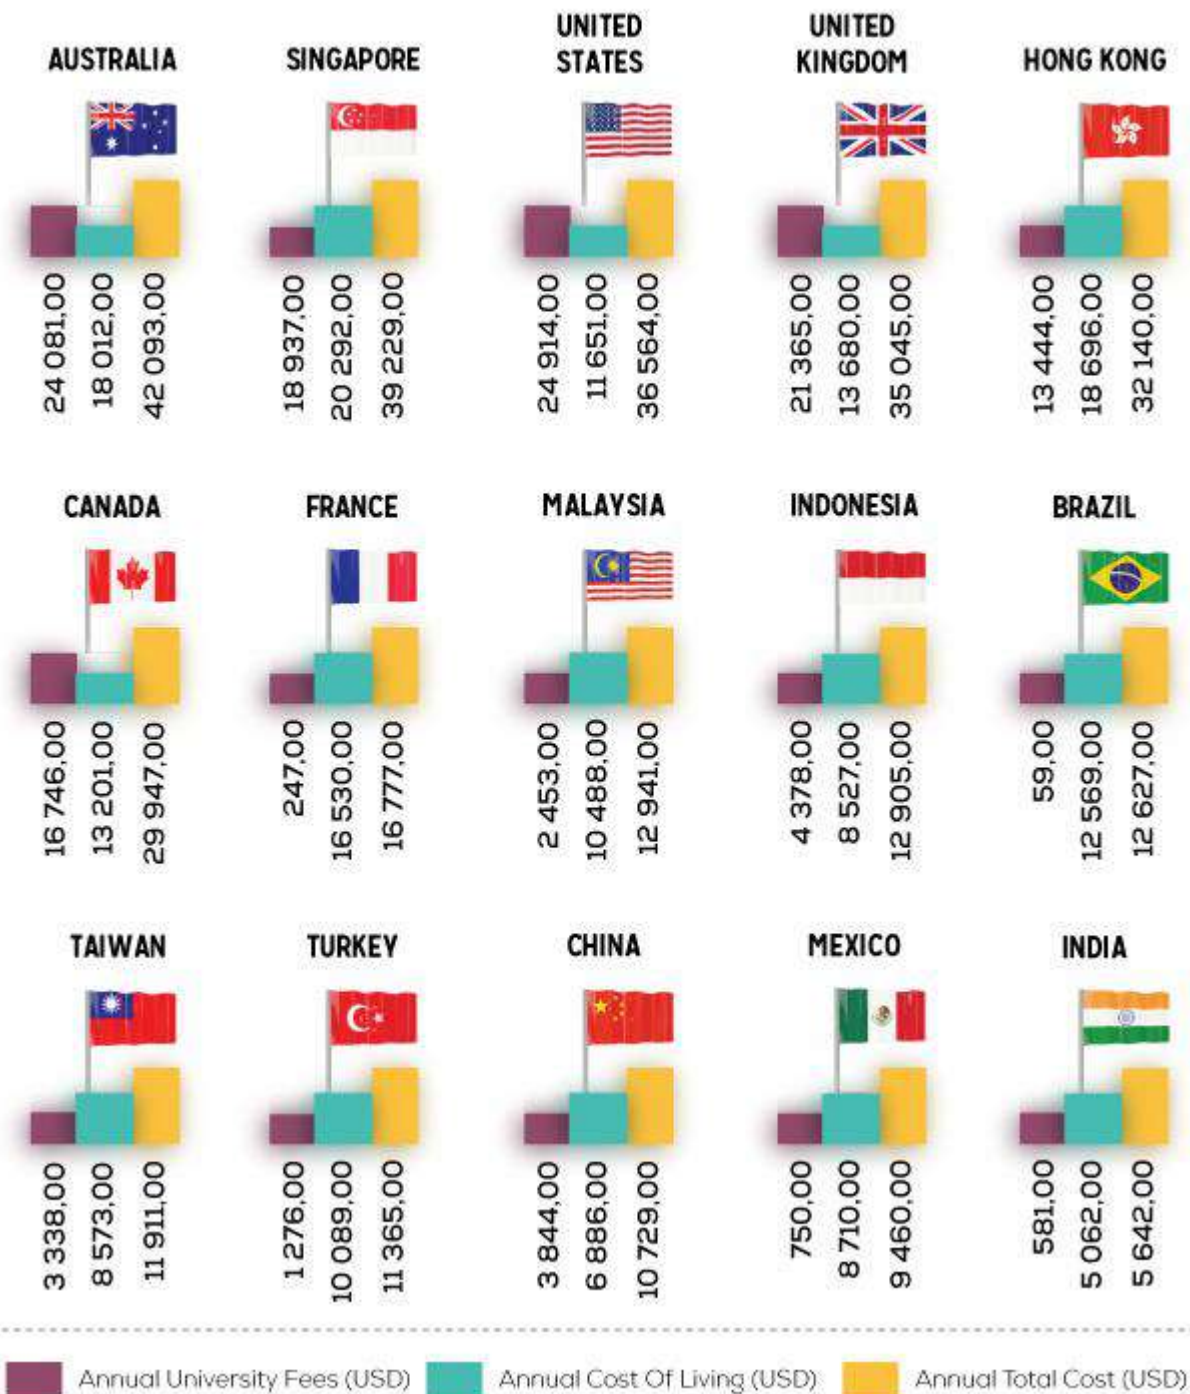 AUSTRALIA
24 081,00
18 012,00
42 093,00
SINGAPORE
18 937,00
20 292,00
39 229,00
UNITED
STATES
24 914,00
11 651,00
36 564,00
UNITED
KINGDOM
21 365,00
13 680,00
35 045,00
HONG KONG
13 444,00
18 696,00
32 140,00
CANADA
16 746,00
13 201,00
29 947,00
FRANCE
247,00
16 530,00
16 777,00
MALAYSIA
2 453,00
10 488,00
12 941,00
INDONESIA
4 378,00
8 527,00
12 905,00
BRAZIL
59,00
12 569,00
12 627,00
TAIWAN
3 338,00
8 573,00
11 911,00
TURKEY
1 276,00
10 089,00
11 365,00
CHINA
3 844,00
6 886,00
10 729,00
MEXICO
750,00
8 710,00
9 460,00
INDIA
581,00
5 062,00
5 642,00
Annual University Fees (USD)
Annual Cost Of Living (USD)
Annual Total Cost (USD)